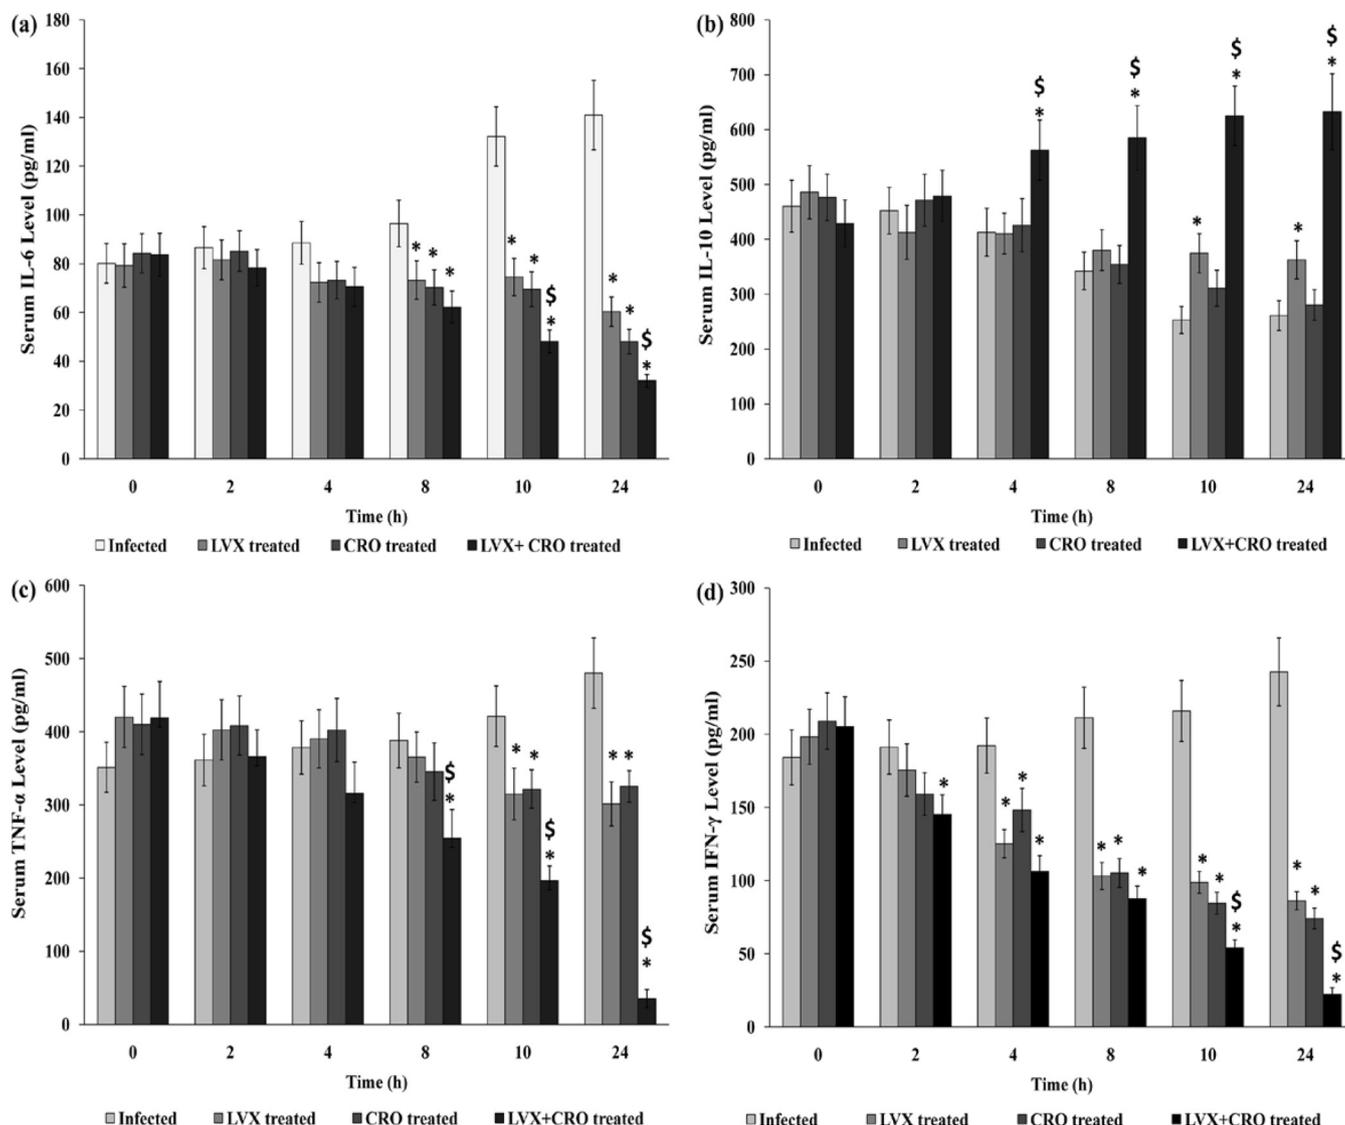 (a)
Serum IL-6 Level (pg/ml)
180
160
140
120
100
80
60
40
20
0
* * *
* * $ *
* * $ *
0 2 4 8 10 24
Time (h)
Infected LVX treated CRO treated LVX+ CRO treated
(b)
Serum IL-10 Level (pg/ml)
800
700
600
500
400
300
200
100
0
$ *
$ *
* $ *
* $ *
0 2 4 8 10 24
Time (h)
Infected LVX treated CRO treated LVX+CRO treated
(c)
Serum TNF-α Level (pg/ml)
600
500
400
300
200
100
0
$ *
* * $ *
* * $ *
0 2 4 8 10 24
Time (h)
Infected LVX treated CRO treated LVX+CRO treated
(d)
Serum IFN-γ Level (pg/ml)
300
250
200
150
100
50
0
*
* * *
* * *
* * $ *
* * $ *
0 2 4 8 10 24
Time (h)
Infected LVX treated CRO treated LVX+CRO treated